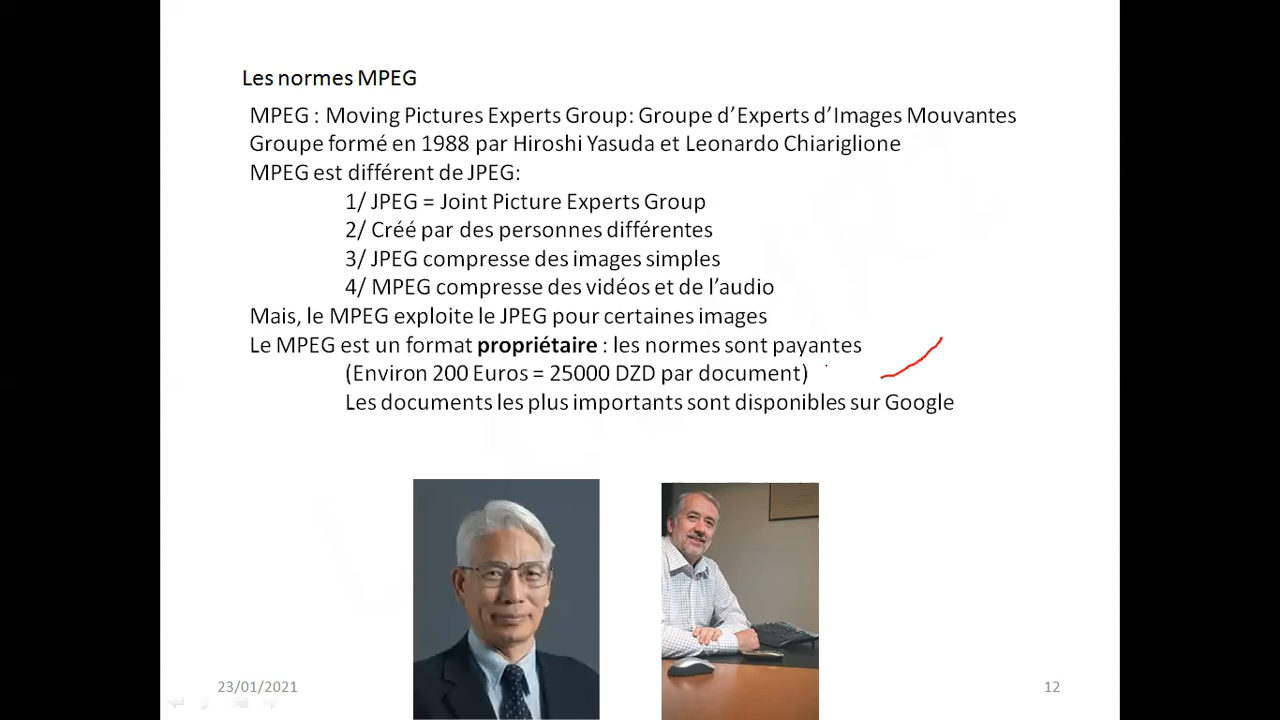 Les normes MPEG
MPEG : Moving Pictures Experts Group: Groupe d’Experts d’Images Mouvantes
Groupe formé en 1988 par Hiroshi Yasuda et Leonardo Chiariglione
MPEG est différent de JPEG:
1/ JPEG = Joint Picture Experts Group
2/ Créé par des personnes différentes
3/ JPEG compresse des images simples
4/ MPEG compresse des vidéos et de l’audio
Mais, le MPEG exploite le JPEG pour certaines images
Le MPEG est un format propriétaire : les normes sont payantes
(Environ 200 Euros = 25000 DZD par document)
Les documents les plus importants sont disponibles sur Google
23/01/2021
12